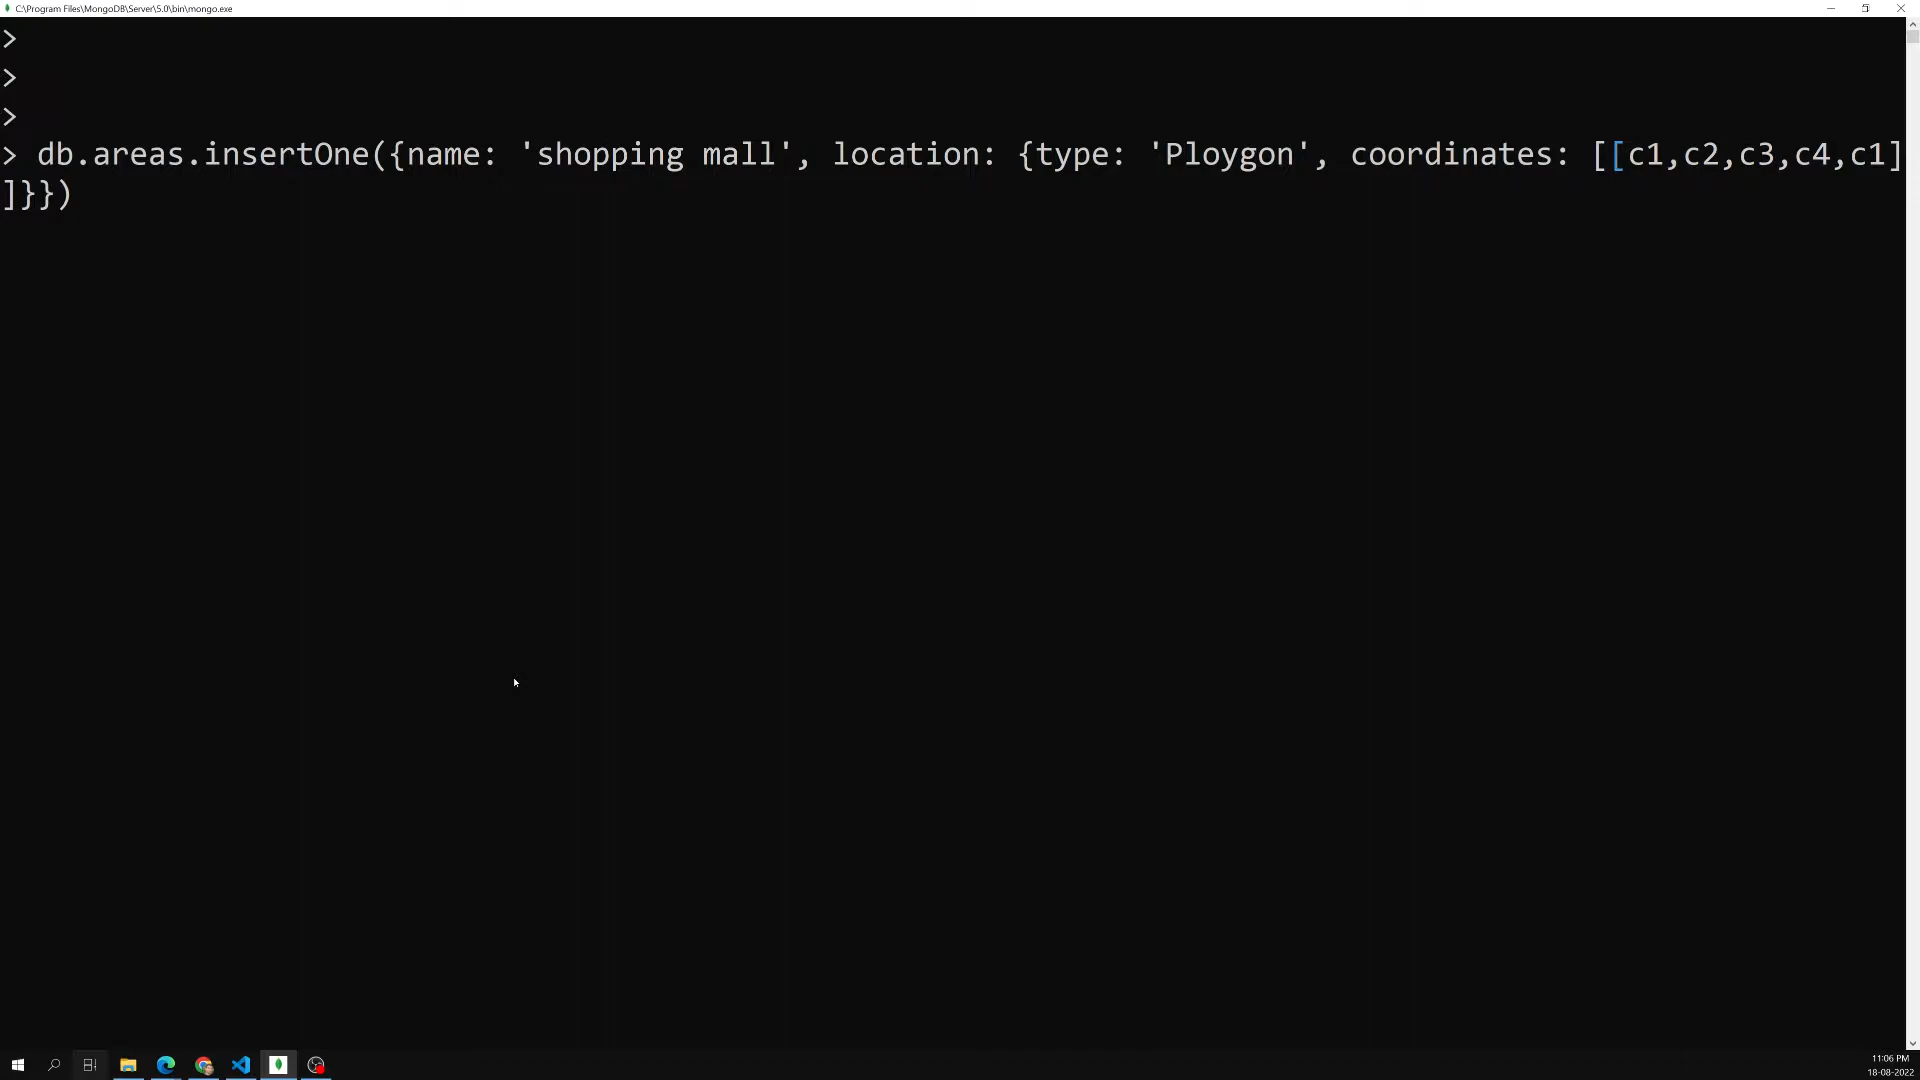 C:\Program Files\MongoDB\Server\5.0\bin\mongo.exe
>
>
>
> db.areas.insertOne({name: 'shopping mall', location: {type: 'Ploygon', coordinates: [[c1,c2,c3,c4,c1]
]}})
11:06 PM
18-08-2022